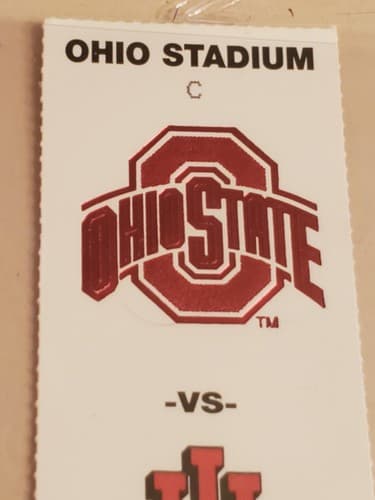 OHIO STADIUM
C
OHIO STATE
TM
-VS-